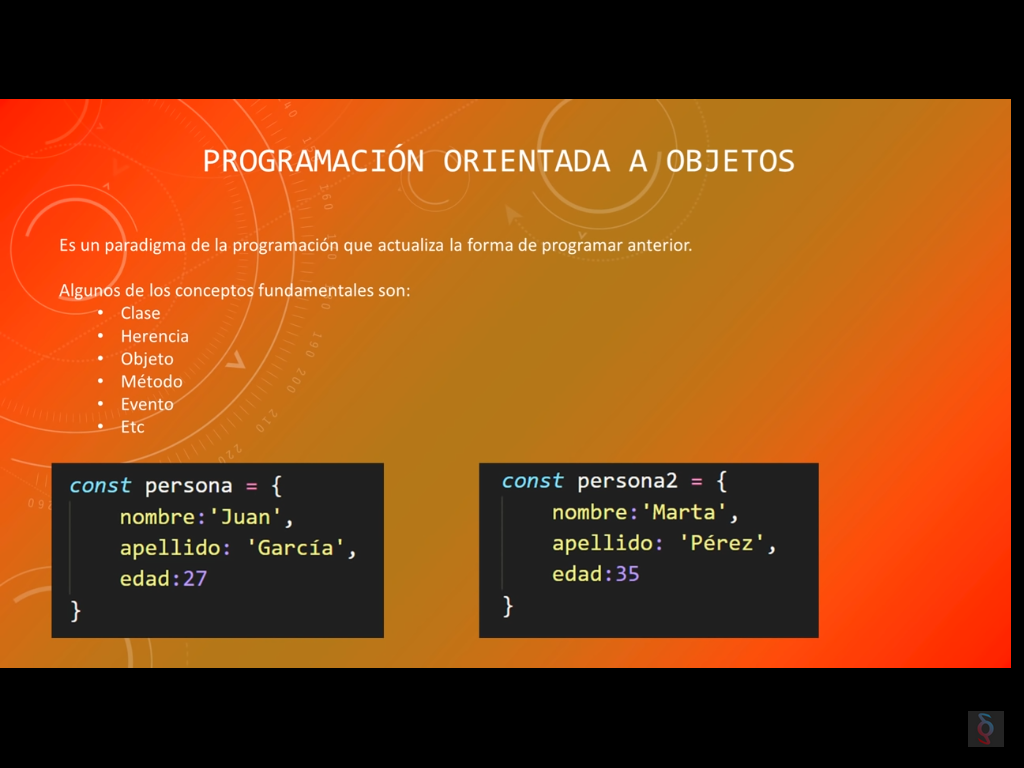 PROGRAMACIÓN ORIENTADA A OBJETOS
Es un paradigma de la programación que actualiza la forma de programar anterior.
Algunos de los conceptos fundamentales son:
• Clase
• Herencia
• Objeto
• Método
• Evento
• Etc
const persona = {
nombre:'Juan',
apellido: 'García',
edad:27
}
const persona2 = {
nombre:'Marta',
apellido: 'Pérez',
edad:35
}